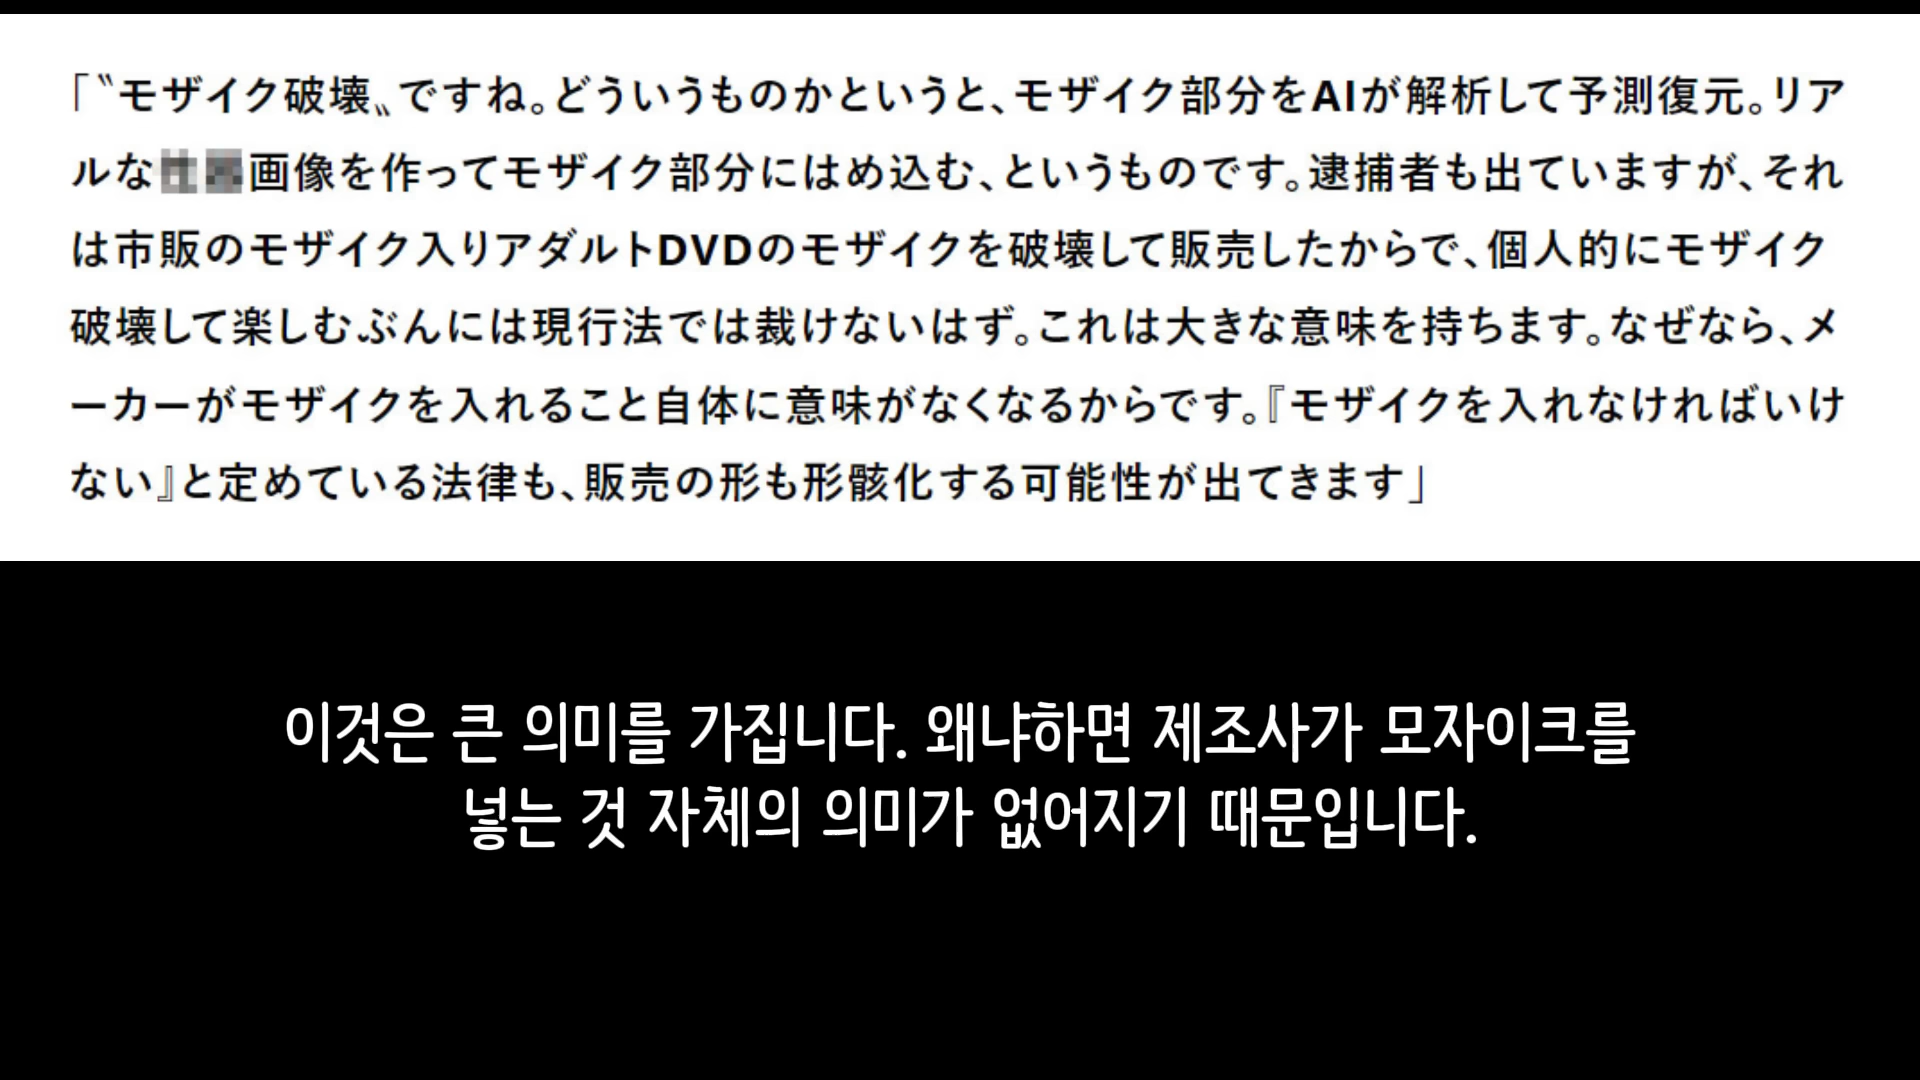 「〝モザイク破壊〟ですね。どういうものかというと、モザイク部分をAIが解析して予測復元。リア
ルな画像を作ってモザイク部分にはめ込む、というものです。逮捕者も出ていますが、それ
は市販のモザイク入りアダルトDVDのモザイクを破壊して販売したからで、個人的にモザイク
破壊して楽しむぶんには現行法では裁けないはず。これは大きな意味を持ちます。なぜなら、メ
ーカーがモザイクを入れること自体に意味がなくなるからです。『モザイクを入れなければいけ
ない』と定めている法律も、販売の形も形骸化する可能性が出てきます」
이것은 큰 의미를 가집니다. 왜냐하면 제조사가 모자이크를
넣는 것 자체의 의미가 없어지기 때문입니다.